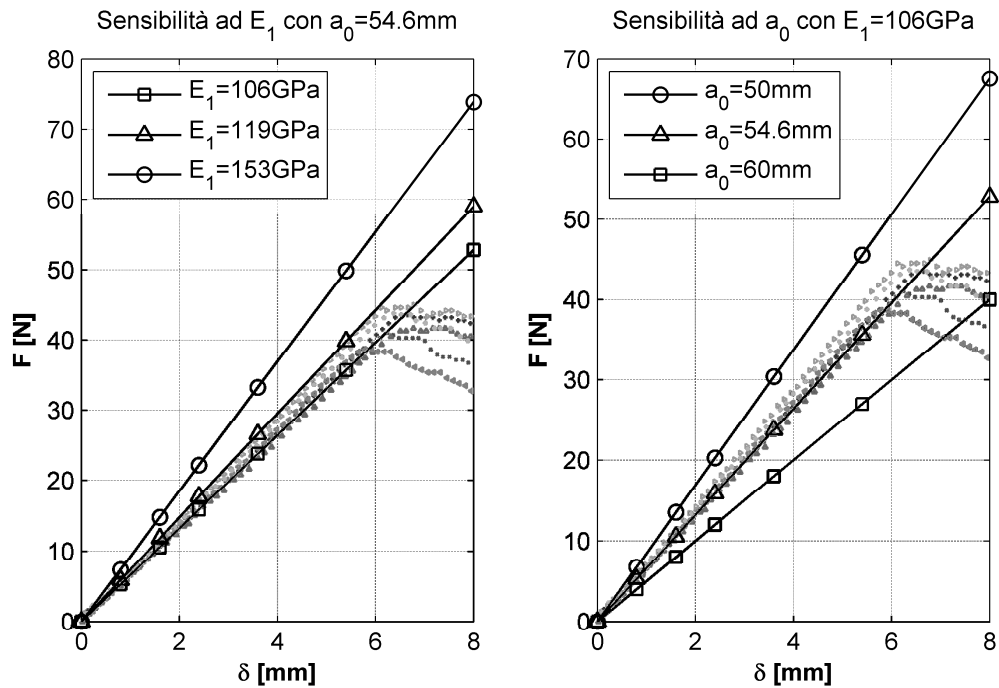 Sensibilità ad E1 con a0=54.6mm
80
70
60
50
40
30
20
10
0
F [N]
E1=106GPa
E1=119GPa
E1=153GPa
0 2 4 6 8
δ [mm]
Sensibilità ad a0 con E1=106GPa
70
60
50
40
30
20
10
0
F [N]
a0=50mm
a0=54.6mm
a0=60mm
0 2 4 6 8
δ [mm]